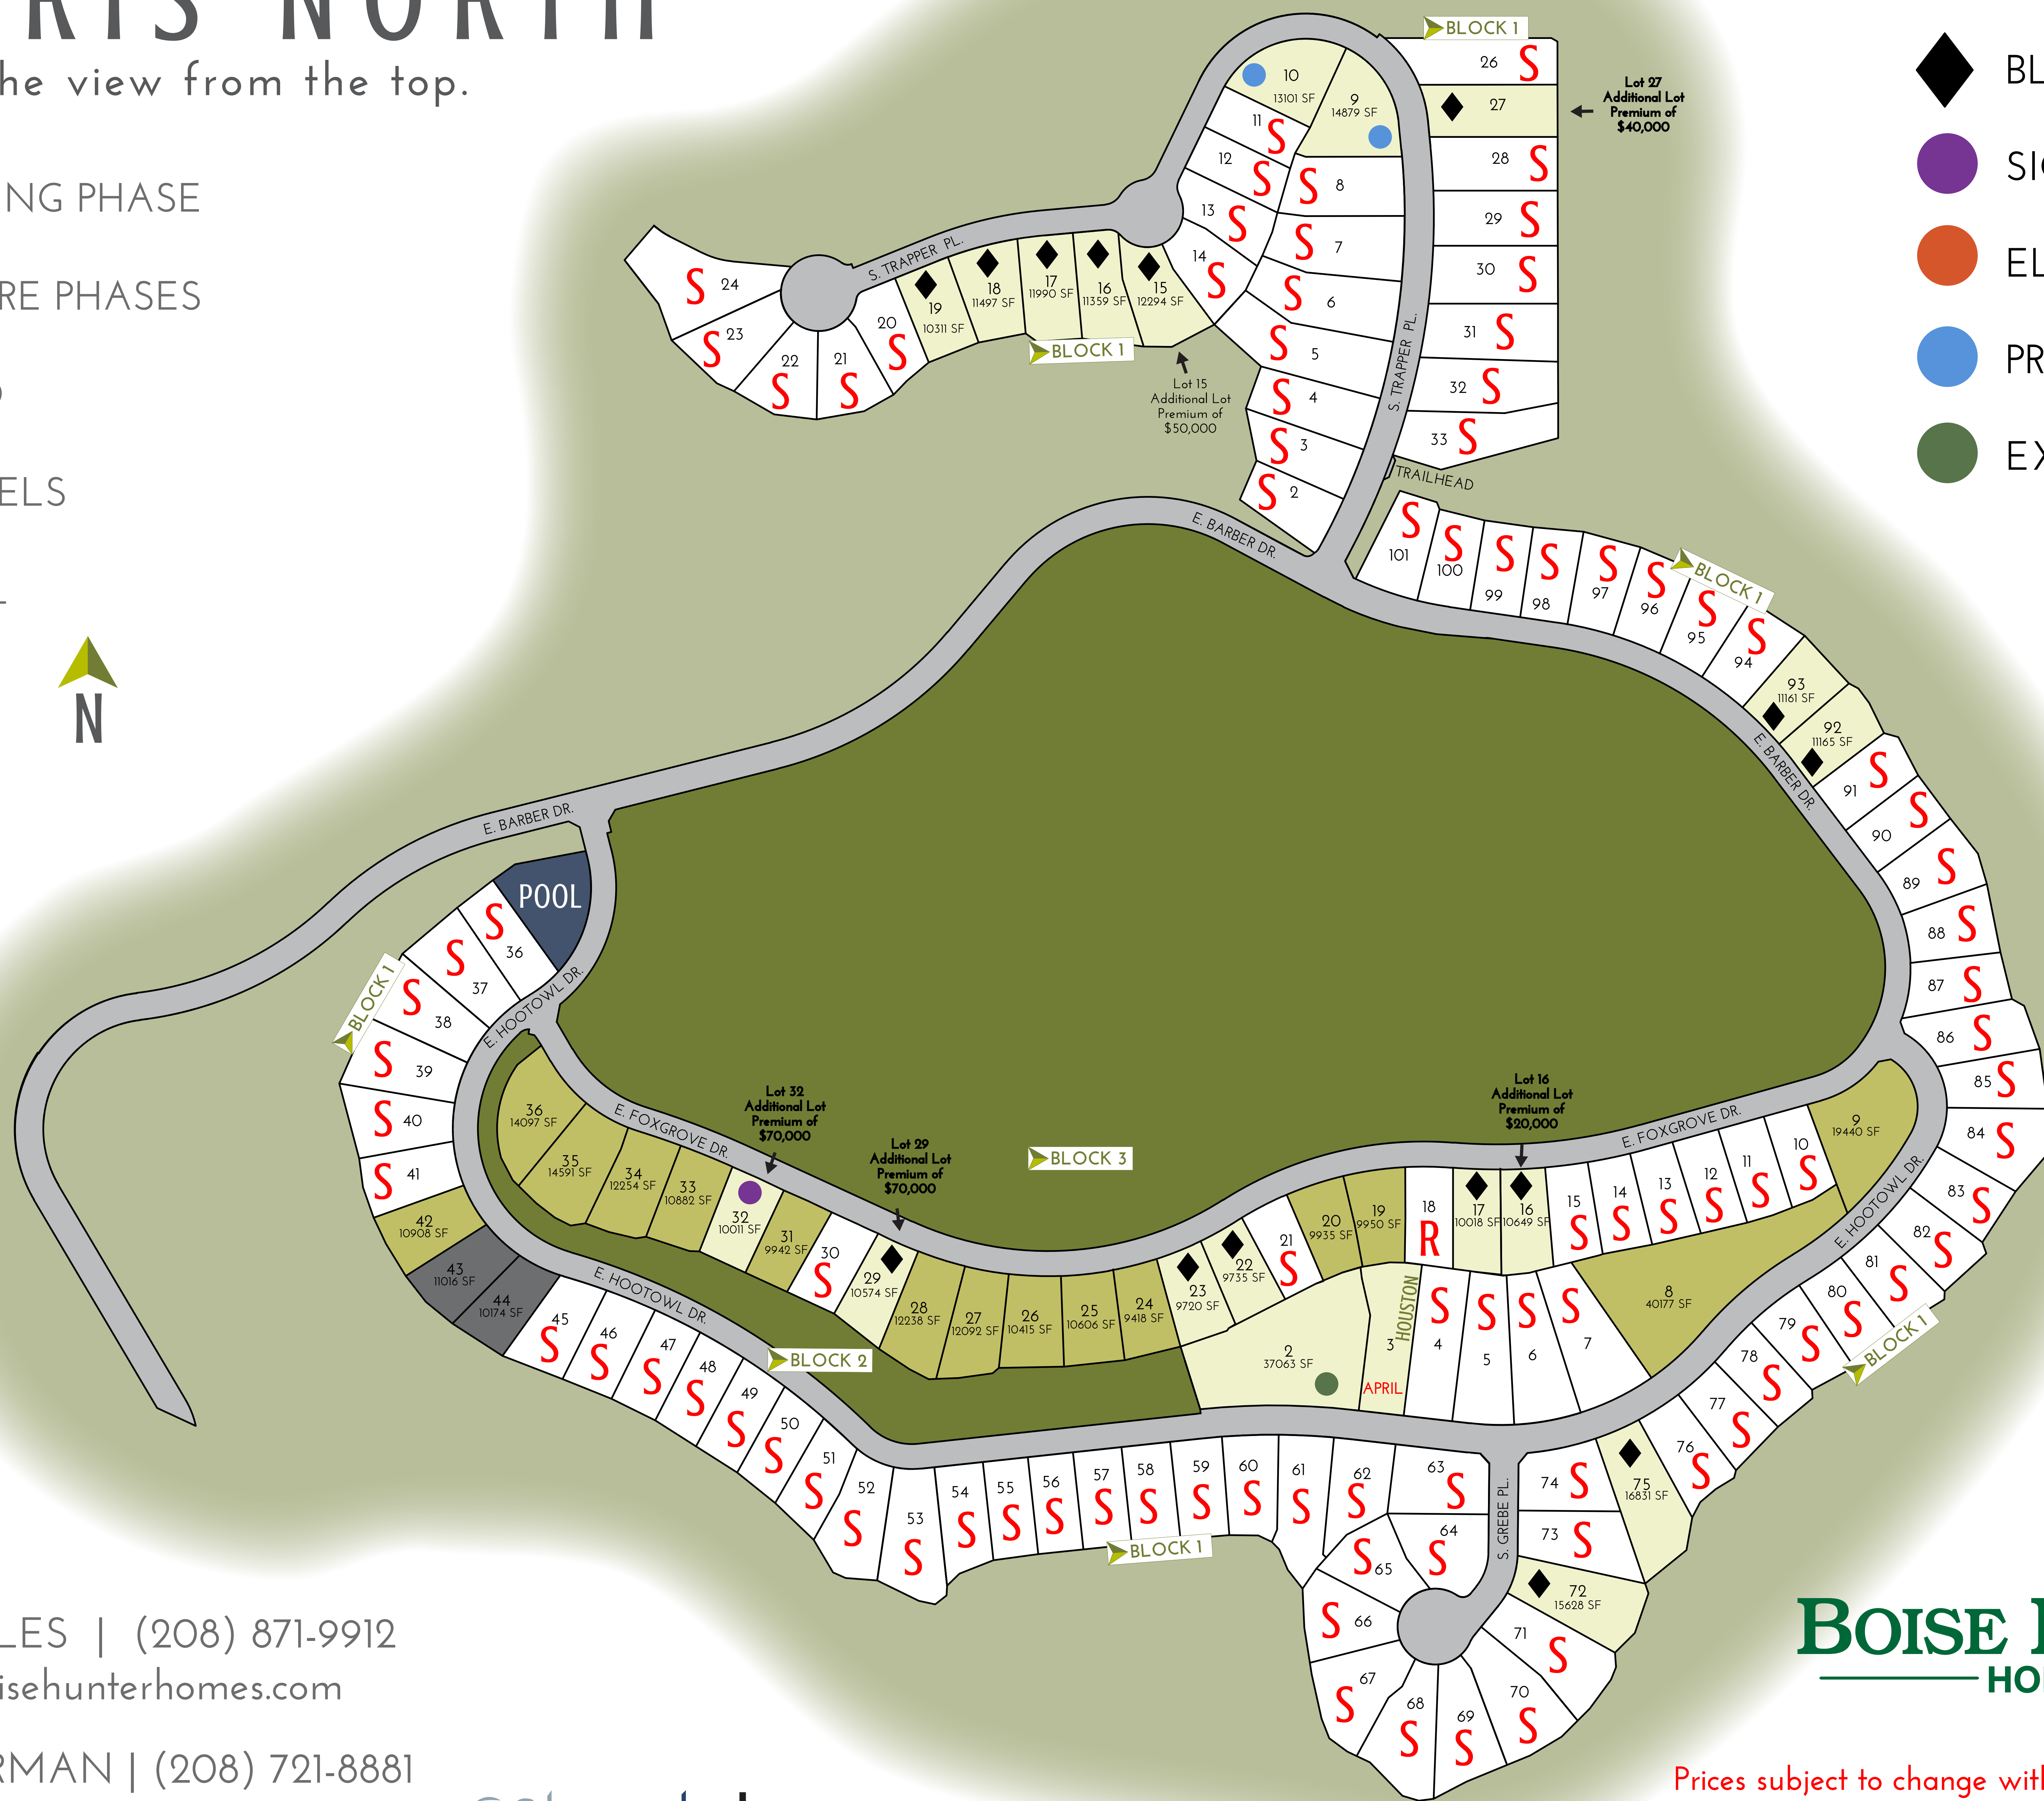 RTS NORTH
he view from the top.
NG PHASE
RE PHASES
ELS
N
LES | (208) 871-9912
isehunterhomes.com
RMAN | (208) 721-8881
BL
SIG
EL
PR
EX
BLOCK 1
26 S
27
Lot 27
Additional Lot
Premium of
$40,000
28 S
29 S
30 S
31 S
32 S
33 S
TRAILHEAD
10
13101 SF
9
14879 SF
11 S
12 S
13 S
14 S
8 S
7 S
6 S
5 S
4 S
3 S
2 S
S. TRAPPER PL.
S. TRAPPER PL.
24 S
23 S
22 S
21 S
20 S
19
10311 SF
18
11497 SF
17
11990 SF
16
11359 SF
15
12294 SF
BLOCK 1
Lot 15
Additional Lot
Premium of
$50,000
E. BARBER DR.
101 S
100 S
99 S
98 S
97 S
96 S
95 S
94 S
BLOCK 1
93
11161 SF
92
11165 SF
E. BARBER DR.
91 S
90 S
89 S
88 S
87 S
86 S
85 S
84 S
83 S
82 S
81 S
80 S
79 S
78 S
77 S
76 S
BLOCK 1
E. BARBER DR.
POOL
36 S
37 S
38 S
39 S
40 S
41 S
BLOCK 1
E. HOOTOWL DR.
42
10908 SF
43
11016 SF
44
10174 SF
36
14097 SF
35
14591 SF
34
12254 SF
33
10882 SF
32
10011 SF
31
9942 SF
30 S
29
10574 SF
28
12238 SF
27
12092 SF
26
10415 SF
25
10606 SF
24
9418 SF
23
9720 SF
22
9735 SF
21 S
20
9935 SF
19
9950 SF
18 R
17
10018 SF
16
10649 SF
15 S
14 S
13 S
12 S
11 S
10 S
9
19440 SF
E. FOXGROVE DR.
Lot 32
Additional Lot
Premium of
$70,000
Lot 29
Additional Lot
Premium of
$70,000
BLOCK 3
Lot 16
Additional Lot
Premium of
$20,000
E. FOXGROVE DR.
E. HOOTOWL DR.
8
40177 SF
7 S
6 S
5 S
4 S
3
HOUSTON
APRIL
2
37063 SF
E. HOOTOWL DR.
BLOCK 2
45 S
46 S
47 S
48 S
49 S
50 S
51 S
52 S
53 S
54 S
55 S
56 S
57 S
58 S
59 S
60 S
61 S
62 S
63 S
64 S
65 S
66 S
67 S
68 S
69 S
70 S
71 S
72
15628 SF
73 S
74 S
75
16831 SF
BLOCK 1
S. GREBE PL.
BOISE
HO
Prices subject to change with